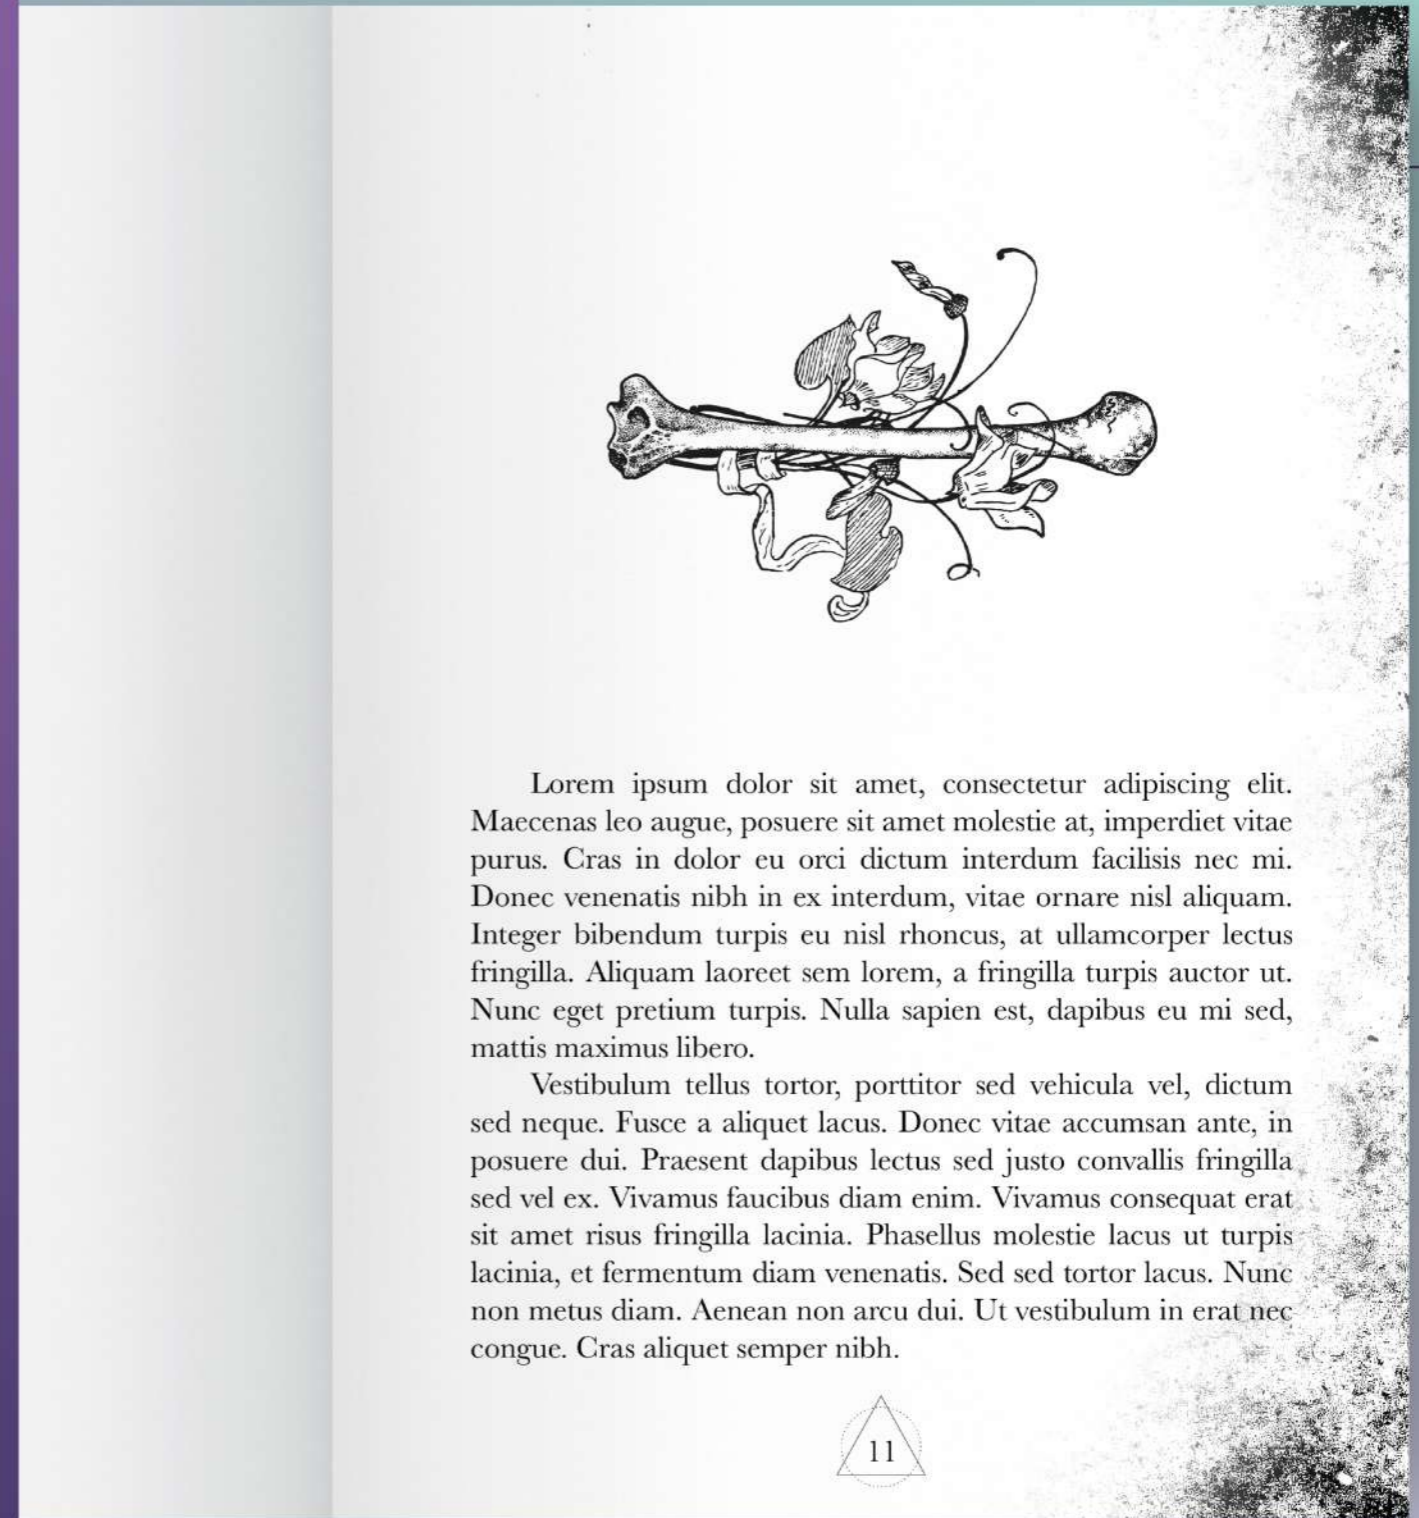 Lorem ipsum dolor sit amet, consectetur adipiscing elit.
Maecenas leo augue, posuere sit amet molestie at, imperdiet vitae
purus. Cras in dolor eu orci dictum interdum facilisis nec mi.
Donec venenatis nibh in ex interdum, vitae ornare nisl aliquam.
Integer bibendum turpis eu nisl rhoncus, at ullamcorper lectus
fringilla. Aliquam laoreet sem lorem, a fringilla turpis auctor ut.
Nunc eget pretium turpis. Nulla sapien est, dapibus eu mi sed,
mattis maximus libero.
Vestibulum tellus tortor, porttitor sed vehicula vel, dictum
sed neque. Fusce a aliquet lacus. Donec vitae accumsan ante, in
posuere dui. Praesent dapibus lectus sed justo convallis fringilla
sed vel ex. Vivamus faucibus diam enim. Vivamus consequat erat
sit amet risus fringilla lacinia. Phasellus molestie lacus ut turpis
lacinia, et fermentum diam venenatis. Sed sed tortor lacus. Nunc
non metus diam. Aenean non arcu dui. Ut vestibulum in erat nec
congue. Cras aliquet semper nibh.
11